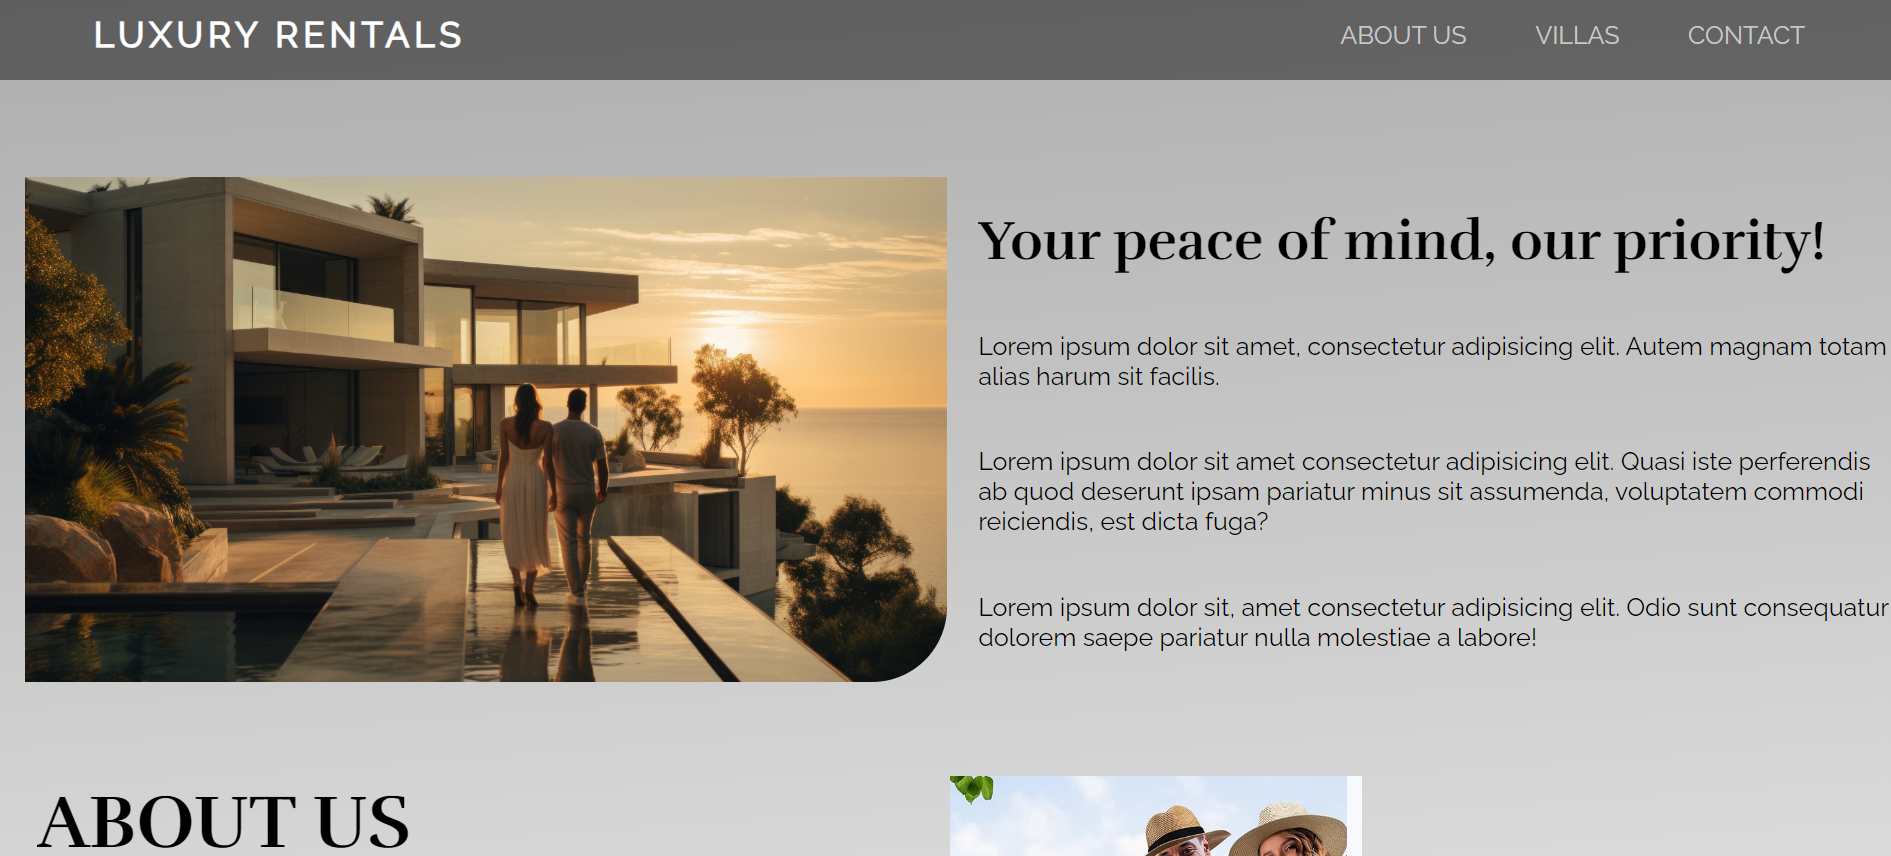 LUXURY RENTALS
ABOUT US
VILLAS
CONTACT
Your peace of mind, our priority!
Lorem ipsum dolor sit amet, consectetur adipisicing elit. Autem magnam totam
alias harum sit facilis.
Lorem ipsum dolor sit amet consectetur adipisicing elit. Quasi iste perferendis
ab quod deserunt ipsam pariatur minus sit assumenda, voluptatem commodi
reiciendis, est dicta fuga?
Lorem ipsum dolor sit, amet consectetur adipisicing elit. Odio sunt consequatur
dolorem saepe pariatur nulla molestiae a labore!
ABOUT US